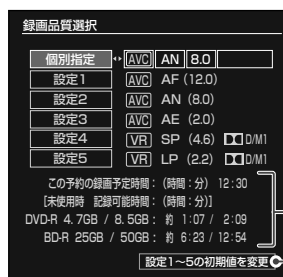 録画品質選択
個別指定 AVC AN 8.0
設定1 AVC AF (12.0)
設定2 AVC AN (8.0)
設定3 AVC AE (2.0)
設定4 VR SP (4.6) D/M1
設定5 VR LP (2.2) D/M1
この予約の録画予定時間： (時間：分) 12:30
[未使用時 記録可能時間： (時間：分)]
DVD-R 4.7GB / 8.5GB： 約 1:07 / 2:09
BD-R 25GB / 50GB： 約 6:23 / 12:54
設定1～5の初期値を変更